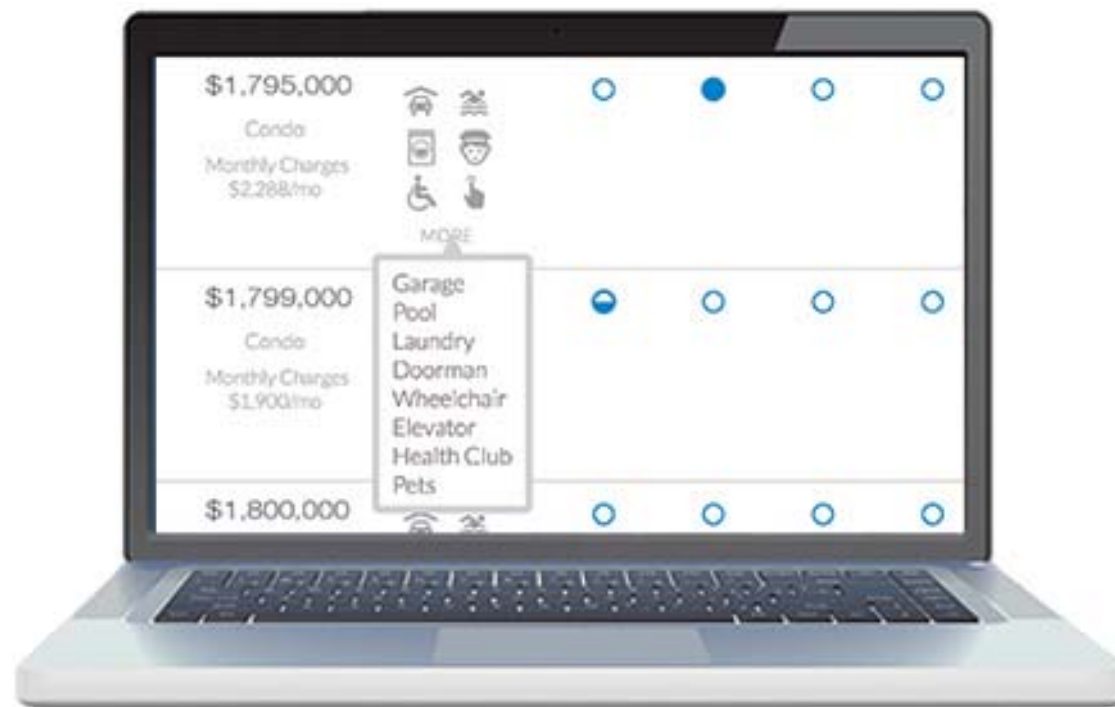 $1,795,000
Condo
Monthly Charges
$2,288/mo
MORE
Garage
Pool
Laundry
Doorman
Wheelchair
Elevator
Health Club
Pets
$1,799,000
Condo
Monthly Charges
$1,900/mo
$1,800,000